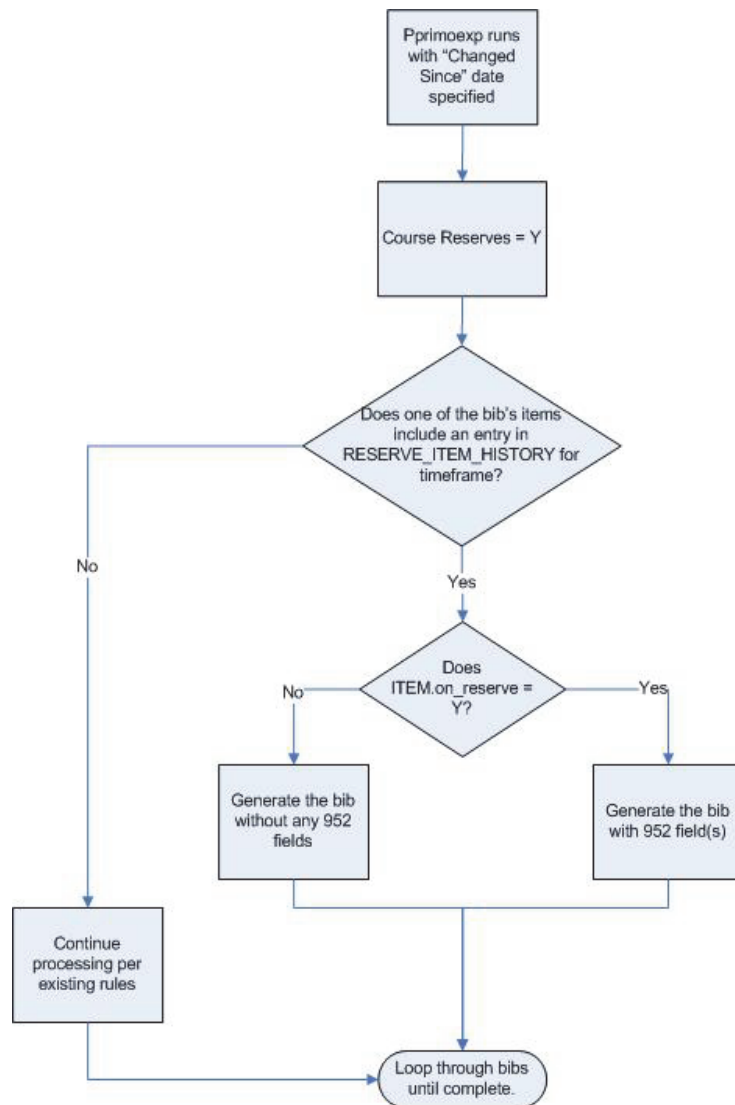 Pprimoexp runs
with “Changed
Since” date
specified
Course Reserves = Y
Does one of the bib's items
include an entry in
RESERVE_ITEM_HISTORY for
timeframe?
No
Yes
Does
ITEM.on_reserve =
Y?
No
Yes
Generate the bib
without any 952
fields
Generate the bib
with 952 field(s)
Continue
processing per
existing rules
Loop through bibs
until complete.